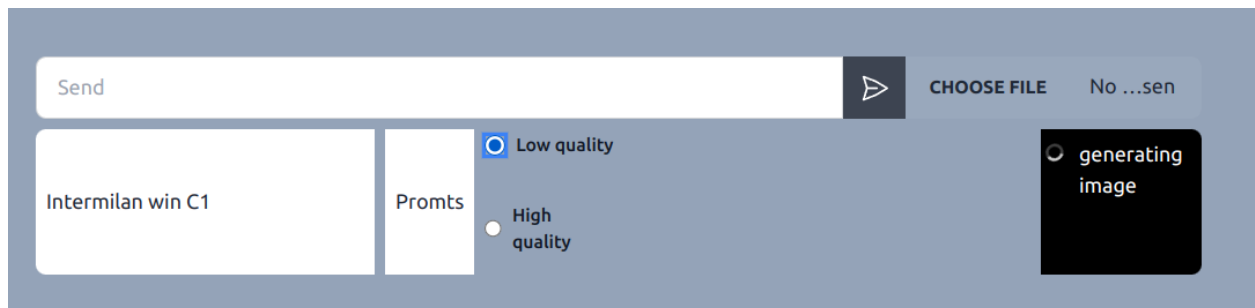 Send
CHOOSE FILE
No …sen
Intermilan win C1
Promts
Low quality
High
quality
generating
image